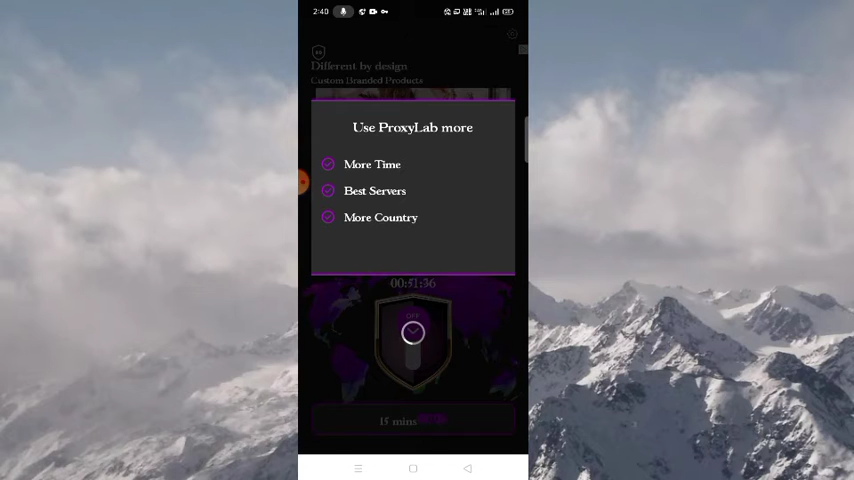 2:40
Different by design
Custom Branded Products
Use ProxyLab more
More Time
Best Servers
More Country
00:51:36
OFF
15 mins